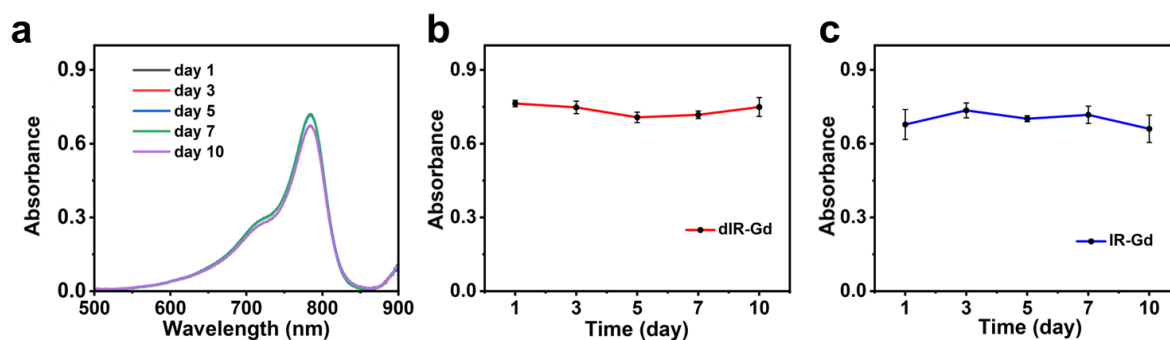 a
0.9
0.6
0.3
0.0
Absorbance
day 1
day 3
day 5
day 7
day 10
500 600 700 800 900
Wavelength (nm)
b
0.9
0.6
0.3
0.0
Absorbance
dIR-Gd
1 3 5 7 10
Time (day)
c
0.9
0.6
0.3
0.0
Absorbance
IR-Gd
1 3 5 7 10
Time (day)